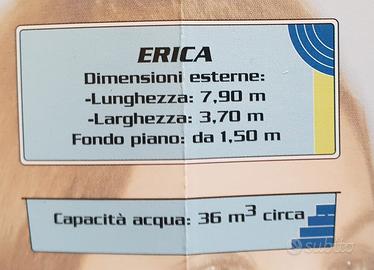 ERICA
Dimensioni esterne:
-Lunghezza: 7,90 m
-Larghezza: 3,70 m
Fondo piano: da 1,50 m
Capacità acqua: 36 m³ circa
subito